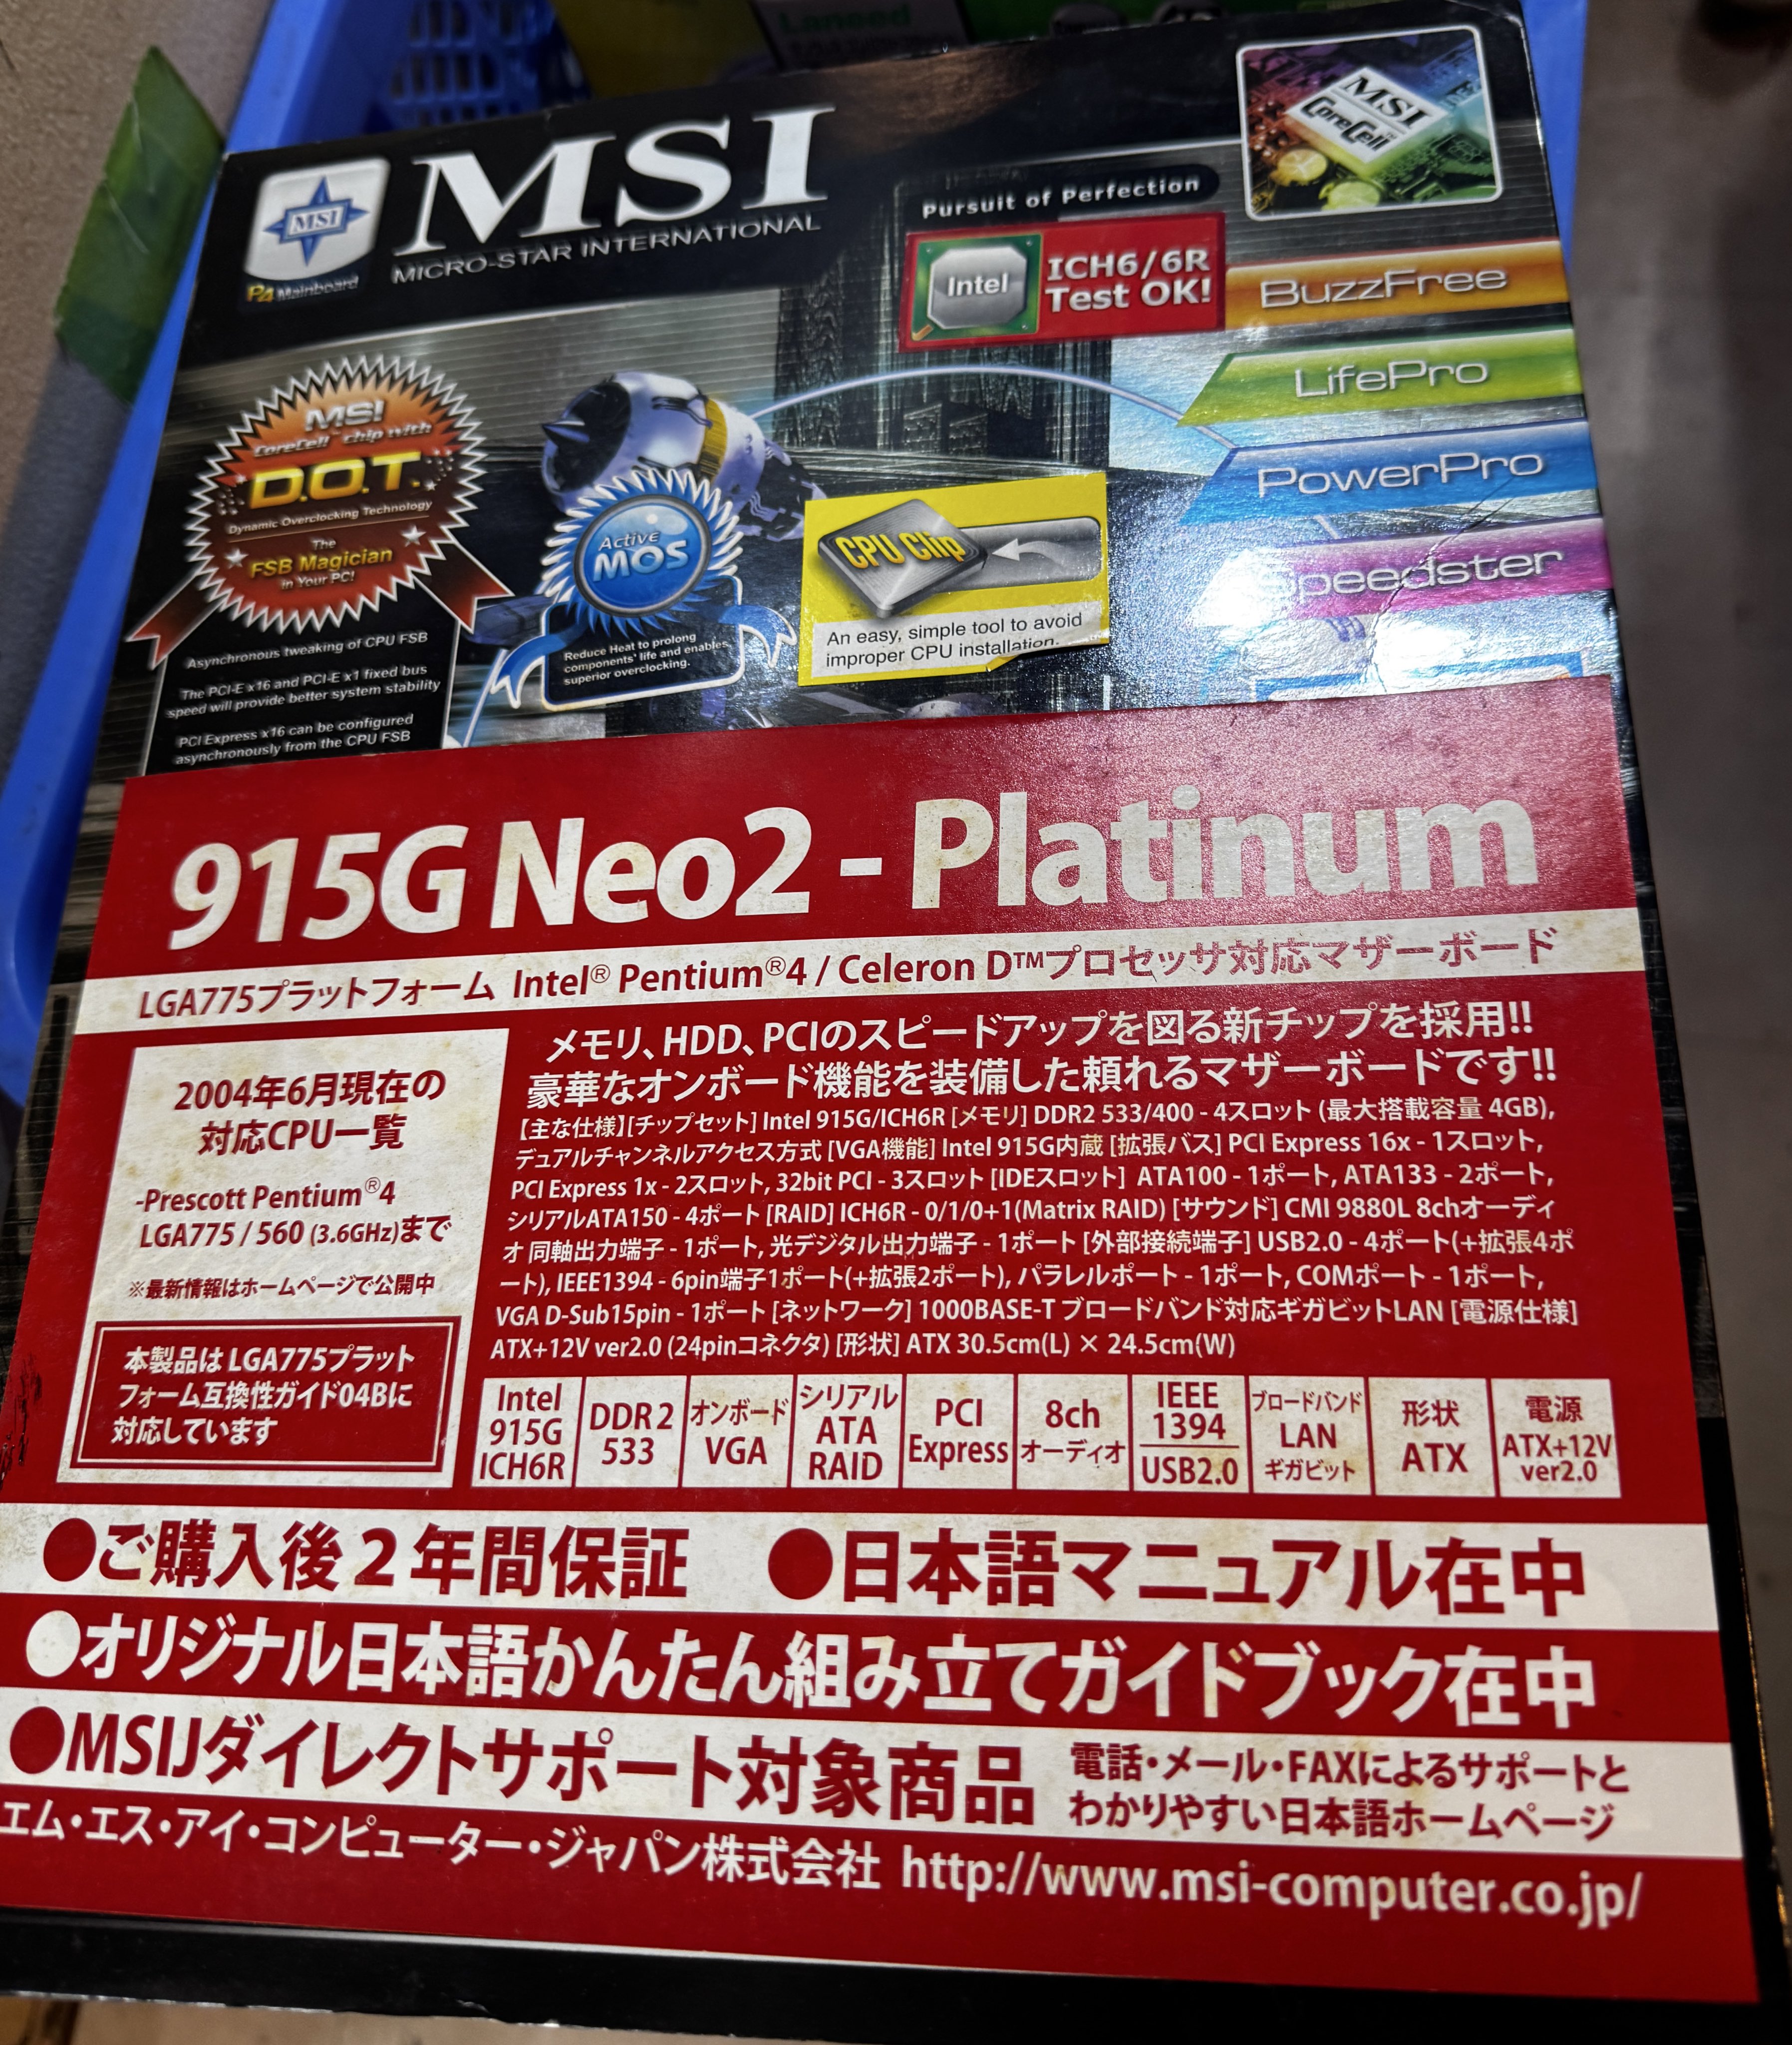 Laneed
MSI
MSI
MICRO-STAR INTERNATIONAL
P4 Mainboard
MSI
CoreCell™
Pursuit of Perfection
Intel
ICH6/6R
Test OK!
BuzzFree
LifePro
PowerPro
Speedster
MSI
CoreCell™ chip with
D.O.T.
Dynamic Overclocking Technology
The
FSB Magician
in Your PC!
Asynchronous tweaking of CPU FSB
The PCI-E x16 and PCI-E x1 fixed bus
speed will provide better system stability
PCI Express x16 can be configured
asynchronously from the CPU FSB
Active
MOS
Reduce Heat to prolong
components' life and enables
superior overclocking.
CPU Clip
An easy, simple tool to avoid
improper CPU installation.
915G Neo2 - Platinum
LGA775プラットフォーム Intel® Pentium®4 / Celeron D™プロセッサ対応マザーボード
2004年6月現在の
対応CPU一覧
-Prescott Pentium®4
LGA775 / 560 (3.6GHz)まで
※最新情報はホームページで公開中
本製品は LGA775プラット
フォーム互換性ガイド04Bに
対応しています
メモリ、HDD、PCIのスピードアップを図る新チップを採用!!
豪華なオンボード機能を装備した頼れるマザーボードです!!
【主な仕様】[チップセット] Intel 915G/ICH6R [メモリ] DDR2 533/400 - 4スロット (最大搭載容量 4GB),
デュアルチャンネルアクセス方式 [VGA機能] Intel 915G内蔵 [拡張バス] PCI Express 16x - 1スロット,
PCI Express 1x - 2スロット, 32bit PCI - 3スロット [IDEスロット] ATA100 - 1ポート, ATA133 - 2ポート,
シリアルATA150 - 4ポート [RAID] ICH6R - 0/1/0+1(Matrix RAID) [サウンド] CMI 9880L 8chオーディ
オ 同軸出力端子 - 1ポート, 光デジタル出力端子 - 1ポート [外部接続端子] USB2.0 - 4ポート(+拡張4ポ
ート), IEEE1394 - 6pin端子1ポート(+拡張2ポート), パラレルポート - 1ポート, COMポート - 1ポート,
VGA D-Sub15pin - 1ポート [ネットワーク] 1000BASE-T ブロードバンド対応ギガビットLAN [電源仕様]
ATX+12V ver2.0 (24pinコネクタ) [形状] ATX 30.5cm(L) × 24.5cm(W)
Intel
915G
ICH6R
DDR 2
533
オンボード
VGA
シリアル
ATA
RAID
PCI
Express
8ch
オーディオ
IEEE
1394
USB2.0
ブロードバンド
LAN
ギガビット
形状
ATX
電源
ATX+12V
ver2.0
●ご購入後２年間保証 ●日本語マニュアル在中
●オリジナル日本語かんたん組み立てガイドブック在中
●MSIJダイレクトサポート対象商品
電話・メール・FAXによるサポートと
わかりやすい日本語ホームページ
エム・エス・アイ・コンピューター・ジャパン株式会社 http://www.msi-computer.co.jp/